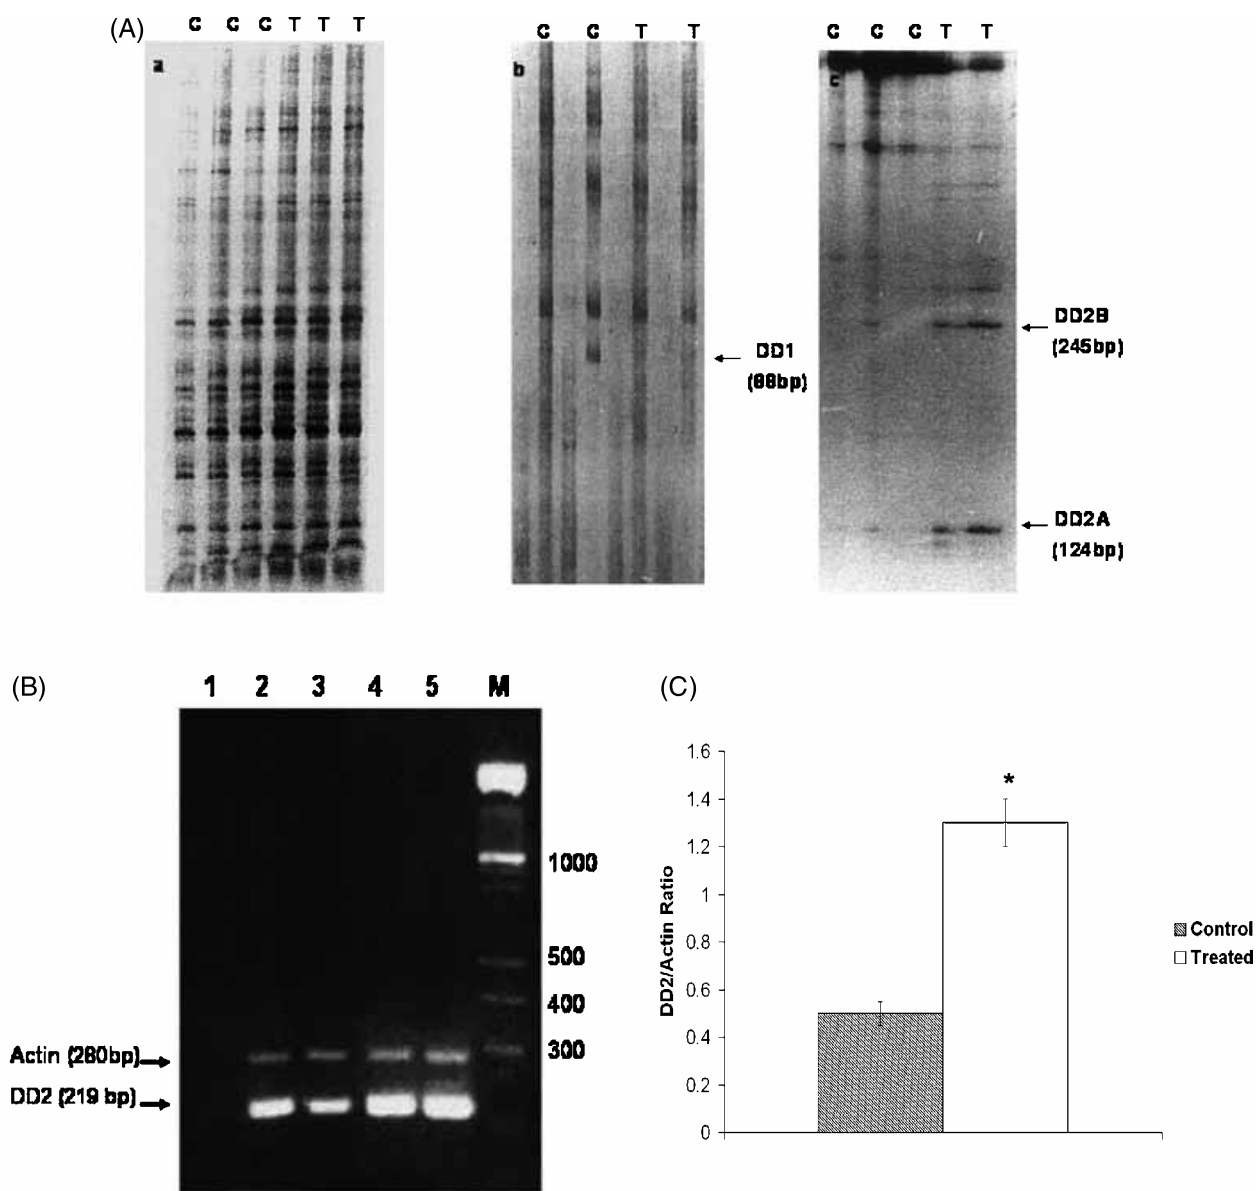 (A)
C C C T T T
a
C C T T
b
DD1
(88bp)
C C C T T
c
DD2B
(245bp)
DD2A
(124bp)
(B)
1 2 3 4 5 M
1000
500
400
300
Actin (280bp)
DD2 (219 bp)
(C)
1.6
1.4
1.2
1
0.8
0.6
0.4
0.2
0
DD2/Actin Ratio
*
Control
Treated